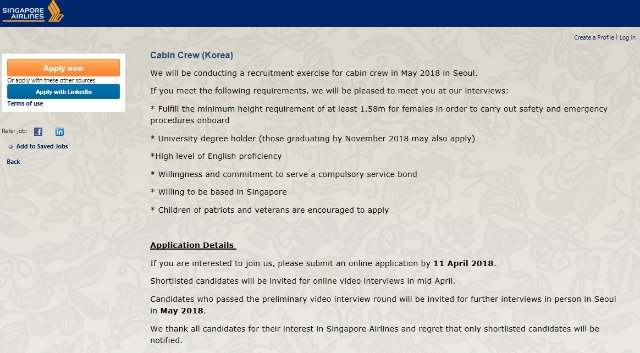 SINGAPORE
AIRLINES
Create a Profile | Log in
Apply now
Or apply with these other sources
Apply with LinkedIn
Terms of use
Refer job:
Add to Saved Jobs
Back
Cabin Crew (Korea)
We will be conducting a recruitment exercise for cabin crew in May 2018 in Seoul.
If you meet the following requirements, we will be pleased to meet you at our interviews:
* Fulfill the minimum height requirement of at least 1.58m for females in order to carry out safety and emergency
procedures onboard
* University degree holder (those graduating by November 2018 may also apply)
*High level of English proficiency
* Willingness and commitment to serve a compulsory service bond
* Willing to be based in Singapore
* Children of patriots and veterans are encouraged to apply
Application Details
If you are interested to join us, please submit an online application by 11 April 2018.
Shortlisted candidates will be invited for online video interviews in mid April.
Candidates who passed the preliminary video interview round will be invited for further interviews in person in Seoul
in May 2018.
We thank all candidates for their interest in Singapore Airlines and regret that only shortlisted candidates will be
notified.